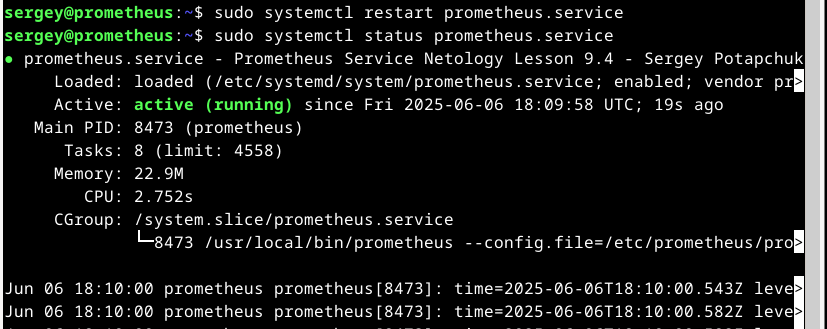 sergey@prometheus:~$ sudo systemctl restart prometheus.service
sergey@prometheus:~$ sudo systemctl status prometheus.service
● prometheus.service - Prometheus Service Netology Lesson 9.4 - Sergey Potapchuk
Loaded: loaded (/etc/systemd/system/prometheus.service; enabled; vendor pr>
Active: active (running) since Fri 2025-06-06 18:09:58 UTC; 19s ago
Main PID: 8473 (prometheus)
Tasks: 8 (limit: 4558)
Memory: 22.9M
CPU: 2.752s
CGroup: /system.slice/prometheus.service
└─8473 /usr/local/bin/prometheus --config.file=/etc/prometheus/pro>
Jun 06 18:10:00 prometheus prometheus[8473]: time=2025-06-06T18:10:00.543Z leve>
Jun 06 18:10:00 prometheus prometheus[8473]: time=2025-06-06T18:10:00.582Z leve>